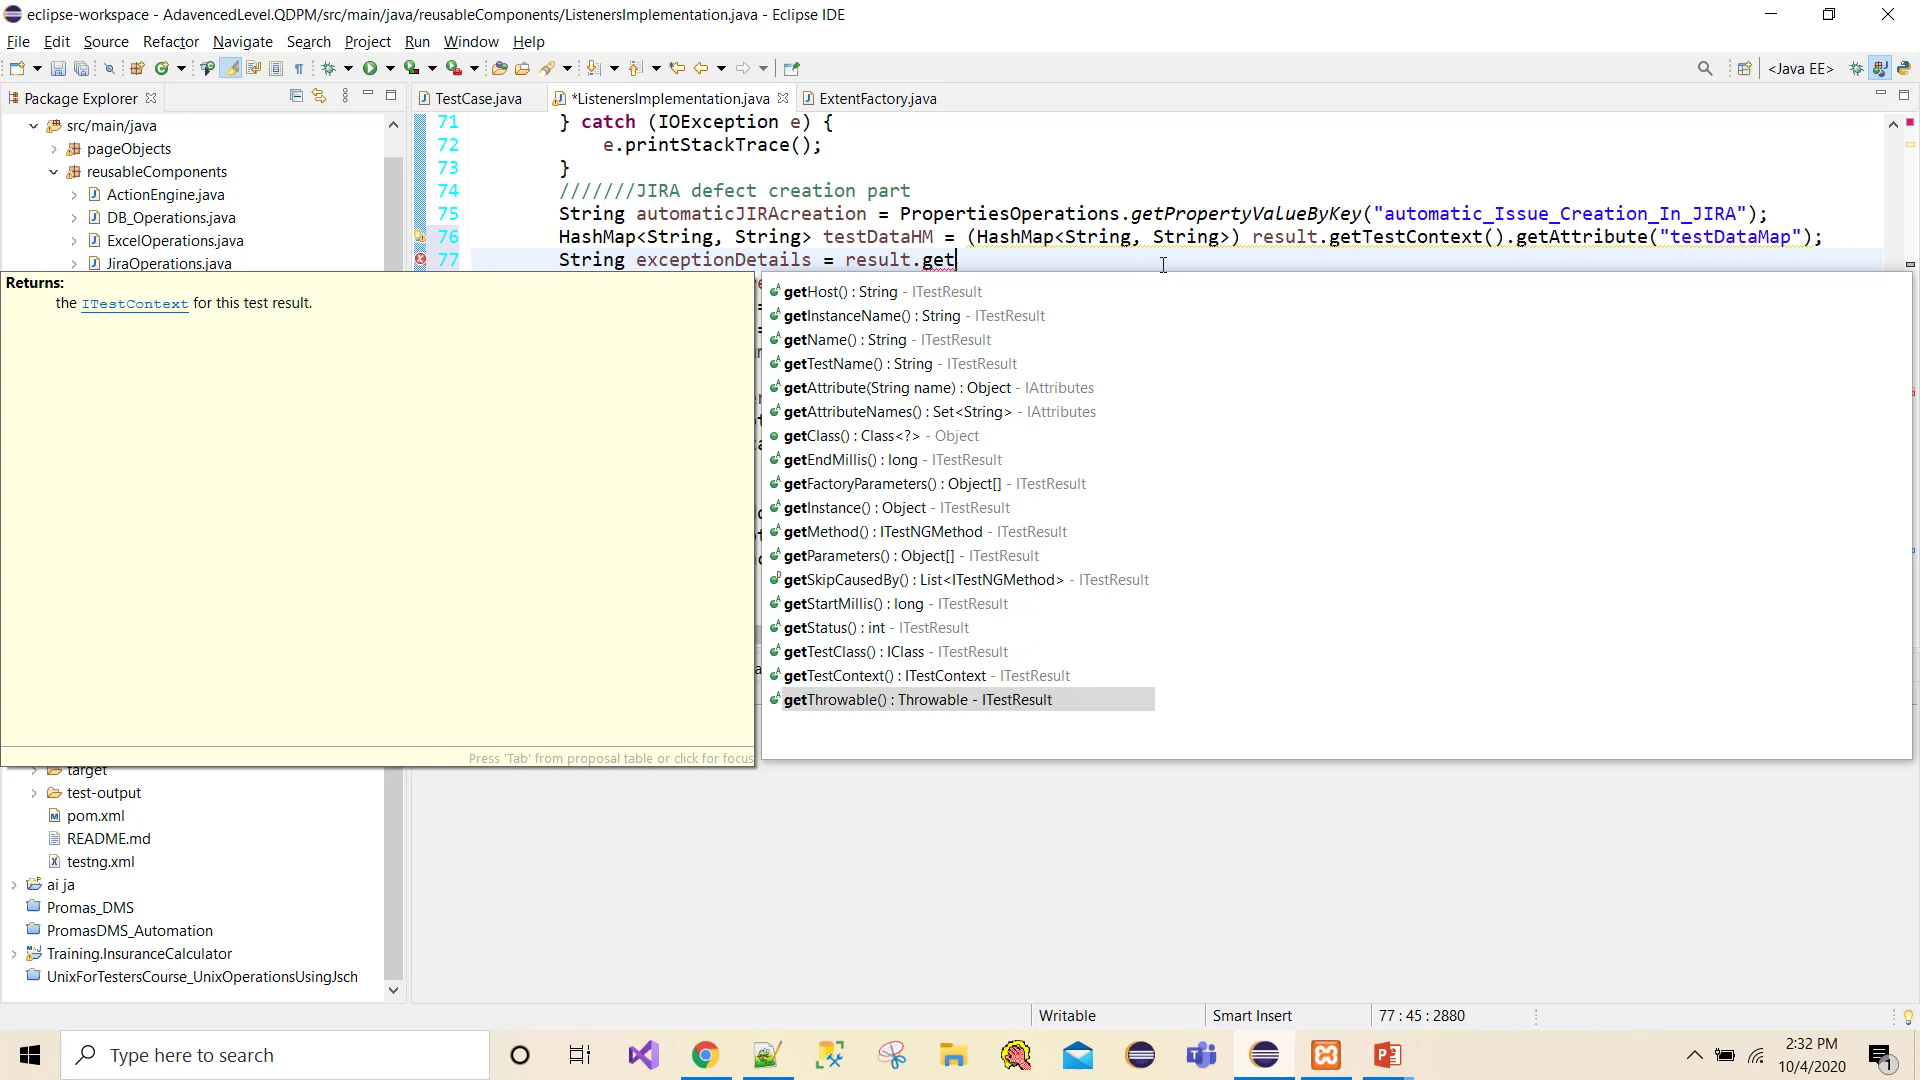 eclipse-workspace - AdavencedLevel.QDPM/src/main/java/reusableComponents/ListenersImplementation.java - Eclipse IDE
File Edit Source Refactor Navigate Search Project Run Window Help
<Java EE>
Package Explorer
TestCase.java
*ListenersImplementation.java
ExtentFactory.java
src/main/java
pageObjects
reusableComponents
ActionEngine.java
DB_Operations.java
ExcelOperations.java
JiraOperations.java
71 } catch (IOException e) {
72 e.printStackTrace();
73 }
74 ///////JIRA defect creation part
75 String automaticJIRAcreation = PropertiesOperations.getPropertyValueByKey("automatic_Issue_Creation_In_JIRA");
76 HashMap<String, String> testDataHM = (HashMap<String, String>) result.getTestContext().getAttribute("testDataMap");
77 String exceptionDetails = result.get
Returns:
the ITestContext for this test result.
Press 'Tab' from proposal table or click for focus
getHost() : String - ITestResult
getInstanceName() : String - ITestResult
getName() : String - ITestResult
getTestName() : String - ITestResult
getAttribute(String name) : Object - IAttributes
getAttributeNames() : Set<String> - IAttributes
getClass() : Class<?> - Object
getEndMillis() : long - ITestResult
getFactoryParameters() : Object[] - ITestResult
getInstance() : Object - ITestResult
getMethod() : ITestNGMethod - ITestResult
getParameters() : Object[] - ITestResult
getSkipCausedBy() : List<ITestNGMethod> - ITestResult
getStartMillis() : long - ITestResult
getStatus() : int - ITestResult
getTestClass() : IClass - ITestResult
getTestContext() : ITestContext - ITestResult
getThrowable() : Throwable - ITestResult
target
test-output
pom.xml
README.md
testng.xml
ai ja
Promas_DMS
PromasDMS_Automation
Training.InsuranceCalculator
UnixForTestersCourse_UnixOperationsUsingJsch
Writable
Smart Insert
77 : 45 : 2880
Type here to search
2:32 PM
10/4/2020
1